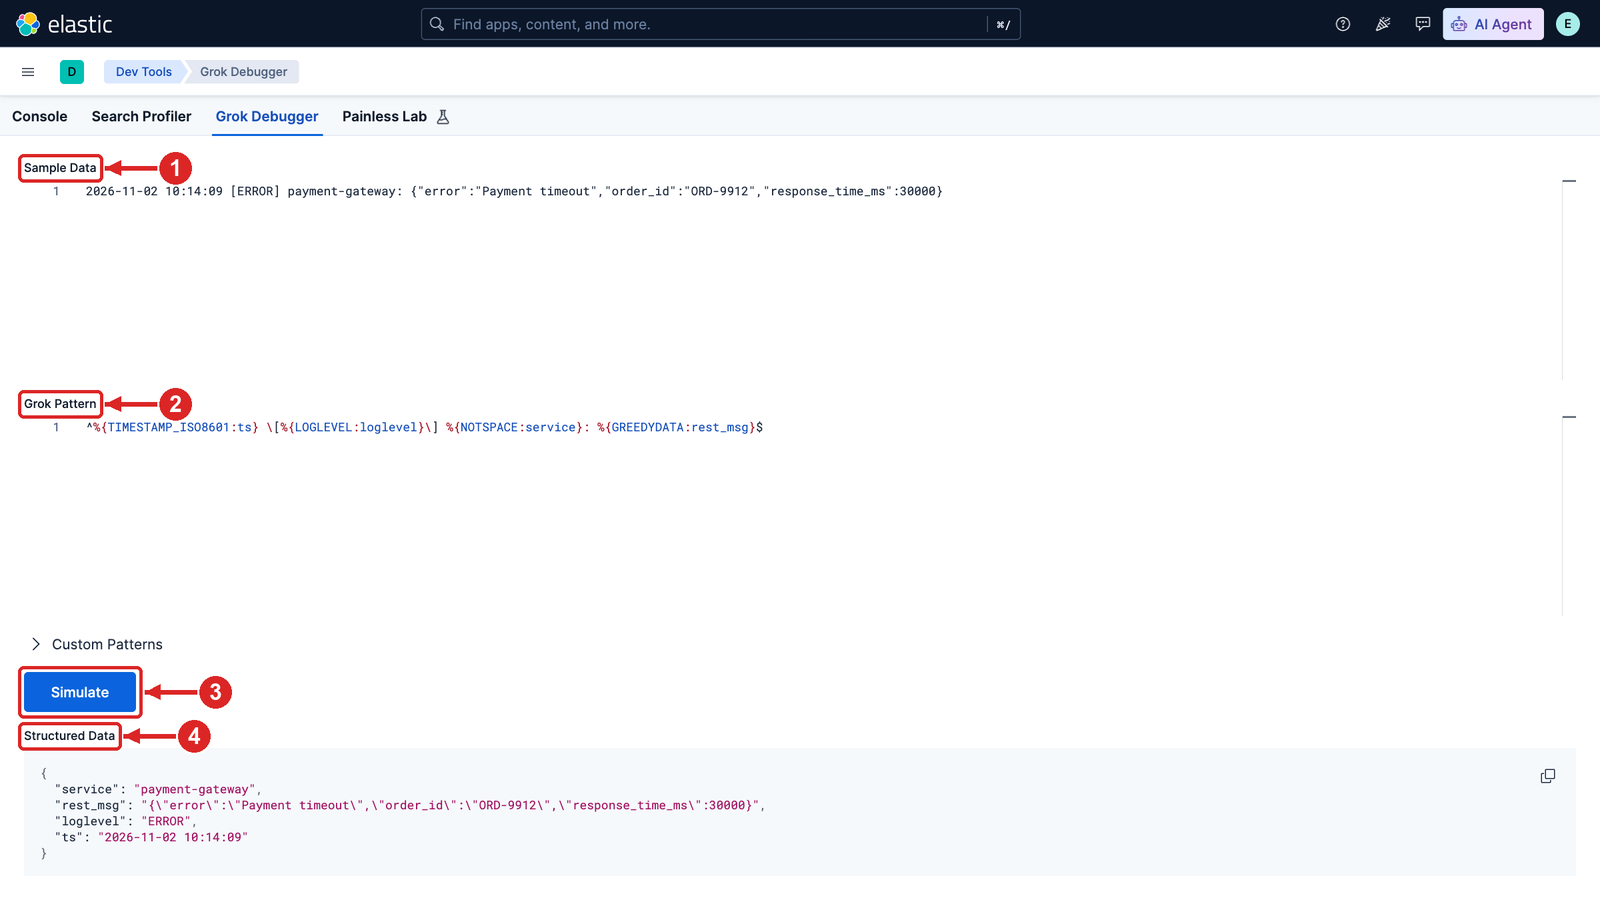 elastic
Find apps, content, and more.
⌘/
AI Agent
E
D
Dev Tools
Grok Debugger
Console
Search Profiler
Grok Debugger
Painless Lab
Sample Data
1
1
2026-11-02 10:14:09 [ERROR] payment-gateway: {"error":"Payment timeout","order_id":"ORD-9912","response_time_ms":30000}
Grok Pattern
2
1
^%{TIMESTAMP_ISO8601:ts} \[%{LOGLEVEL:loglevel}\] %{NOTSPACE:service}: %{GREEDYDATA:rest_msg}$
Custom Patterns
Simulate
3
Structured Data
4
{
"service": "payment-gateway",
"rest_msg": "{\"error\":\"Payment timeout\",\"order_id\":\"ORD-9912\",\"response_time_ms\":30000}",
"loglevel": "ERROR",
"ts": "2026-11-02 10:14:09"
}